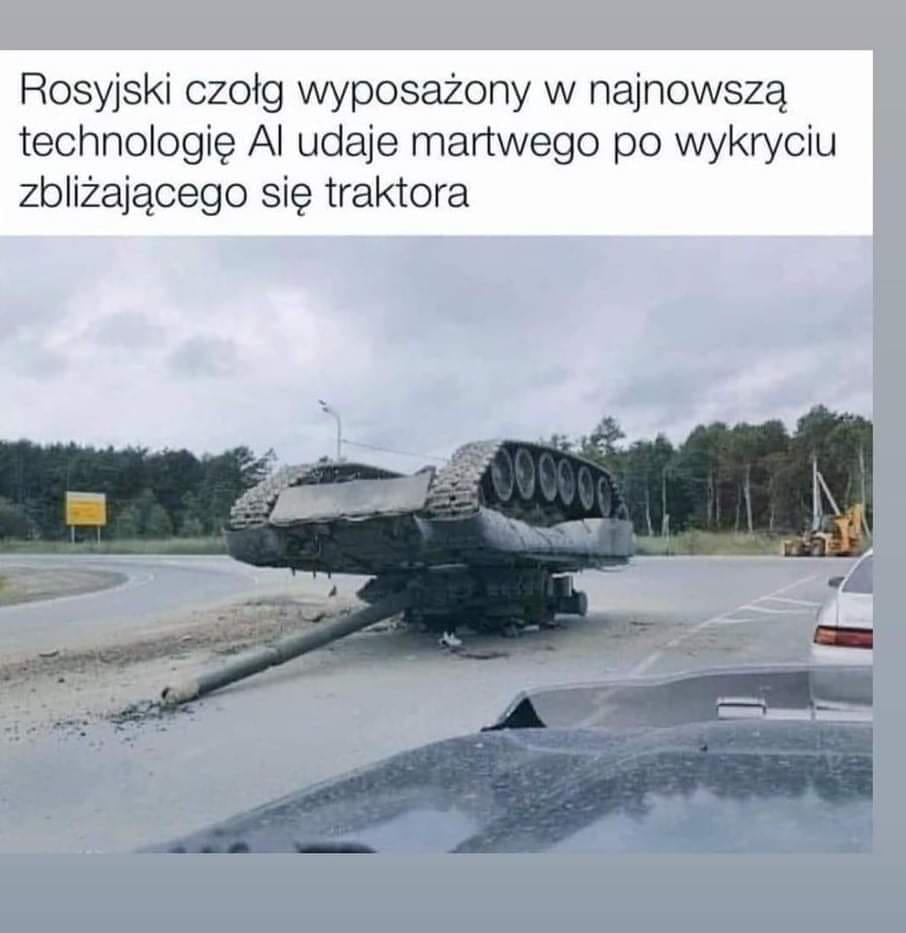 Rosyjski czołg wyposażony w najnowszą
technologię AI udaje martwego po wykryciu
zbliżającego się traktora